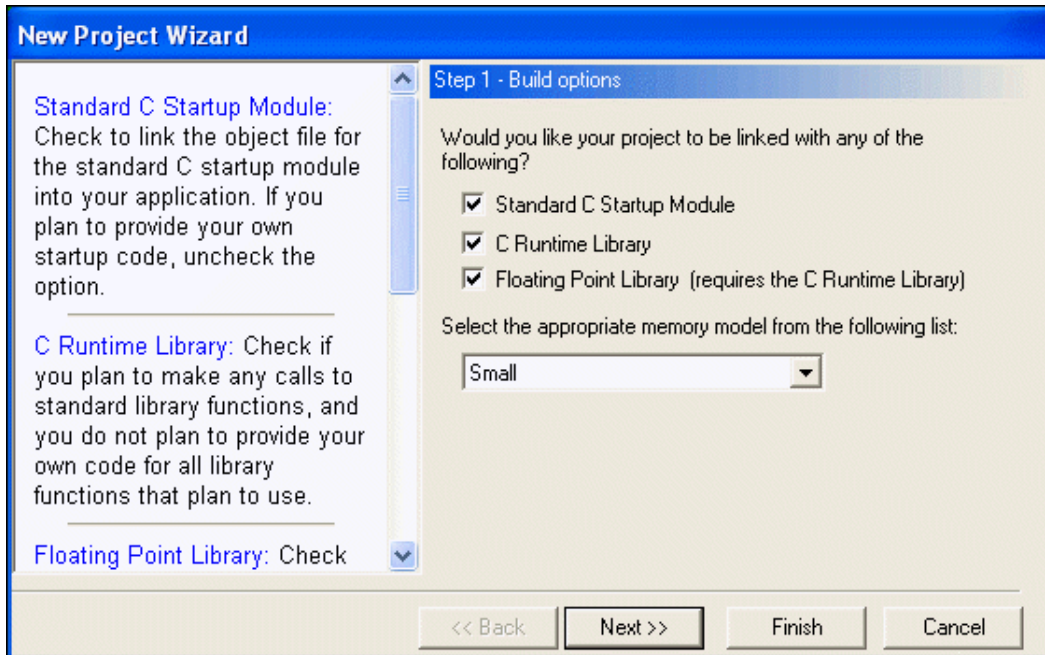 New Project Wizard
Standard C Startup Module:
Check to link the object file for
the standard C startup module
into your application. If you
plan to provide your own
startup code, uncheck the
option.
C Runtime Library: Check if
you plan to make any calls to
standard library functions, and
you do not plan to provide your
own code for all library
functions that plan to use.
Floating Point Library: Check
Step 1 - Build options
Would you like your project to be linked with any of the
following?
Standard C Startup Module
C Runtime Library
Floating Point Library (requires the C Runtime Library)
Select the appropriate memory model from the following list:
Small
<< Back
Next >>
Finish
Cancel